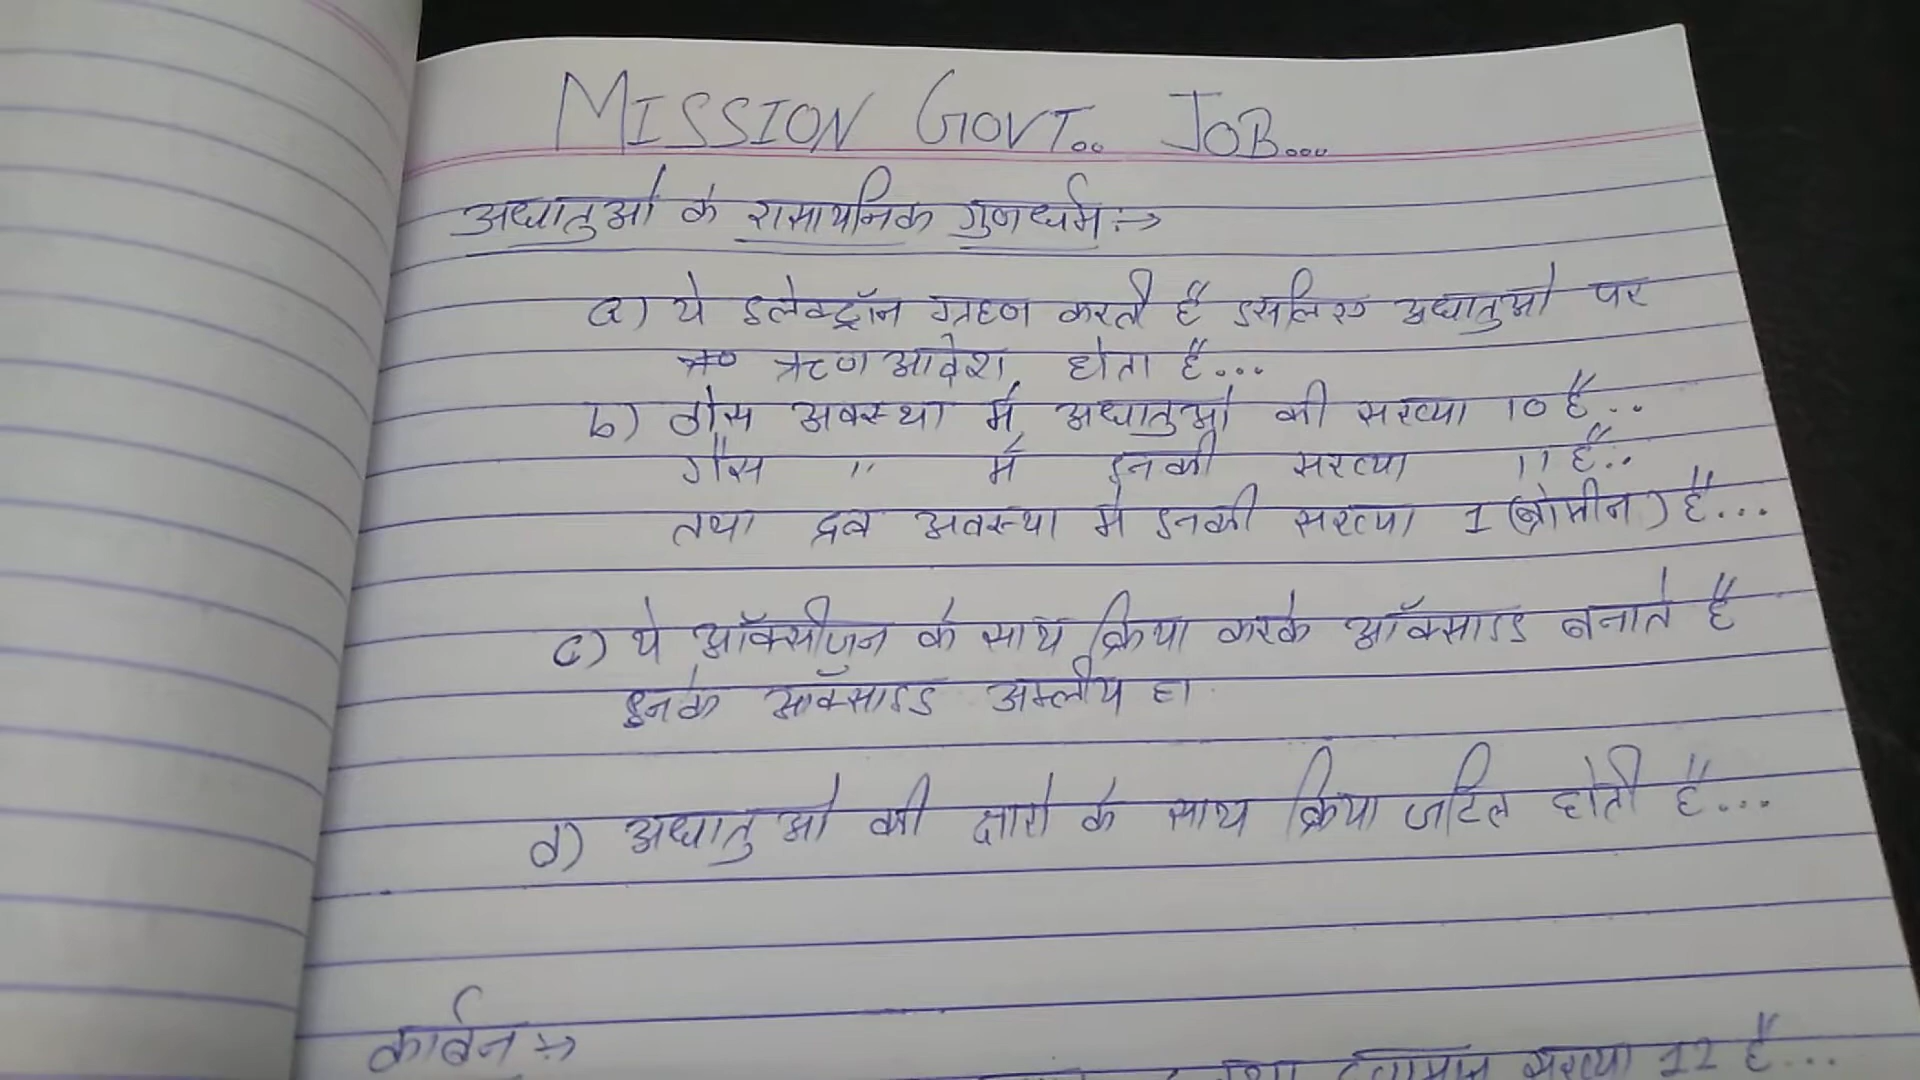 MISSION GOVT.. JOB...
अधातुओं के रासायनिक गुणधर्म :->
a) ये इलेक्ट्रॉन ग्रहण करती है इसलिए अधातुओं पर
ऋण आवेश होता है...
b) ठोस अवस्था में अधातुओं की संख्या 10 है...
गैस " में इनकी संख्या 11 है..
तथा द्रव अवस्था में इनकी संख्या 1 (ब्रोमीन) है...
c) ये ऑक्सीजन के साथ क्रिया करके ऑक्साइड बनाते है
इनके ऑक्साइड अम्लीय
d) अधातुओ की क्षारो के साथ क्रिया जटिल होती है...
कार्बन :->
संख्या 12 है...